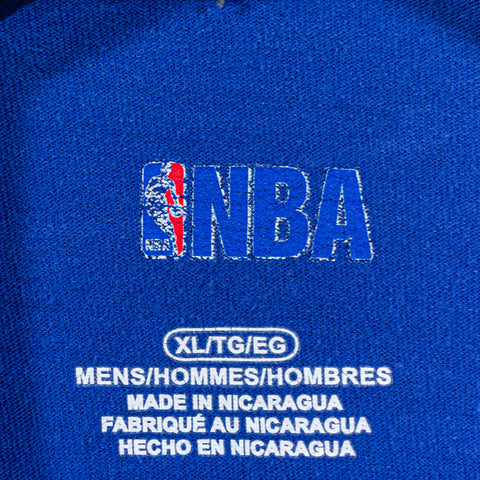 NBA
XL/TG/EG
MENS/HOMMES/HOMBRES
MADE IN NICARAGUA
FABRIQUÉ AU NICARAGUA
HECHO EN NICARAGUA